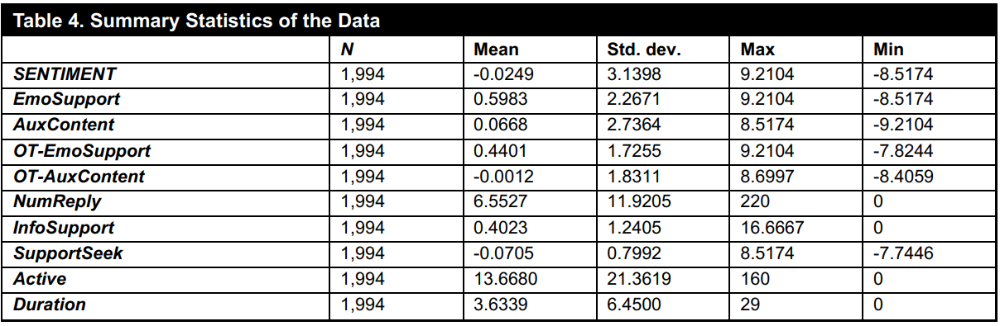 Table 4. Summary Statistics of the Data
N Mean Std. dev. Max Min
SENTIMENT 1,994 -0.0249 3.1398 9.2104 -8.5174
EmoSupport 1,994 0.5983 2.2671 9.2104 -8.5174
AuxContent 1,994 0.0668 2.7364 8.5174 -9.2104
OT-EmoSupport 1,994 0.4401 1.7255 9.2104 -7.8244
OT-AuxContent 1,994 -0.0012 1.8311 8.6997 -8.4059
NumReply 1,994 6.5527 11.9205 220 0
InfoSupport 1,994 0.4023 1.2405 16.6667 0
SupportSeek 1,994 -0.0705 0.7992 8.5174 -7.7446
Active 1,994 13.6680 21.3619 160 0
Duration 1,994 3.6339 6.4500 29 0